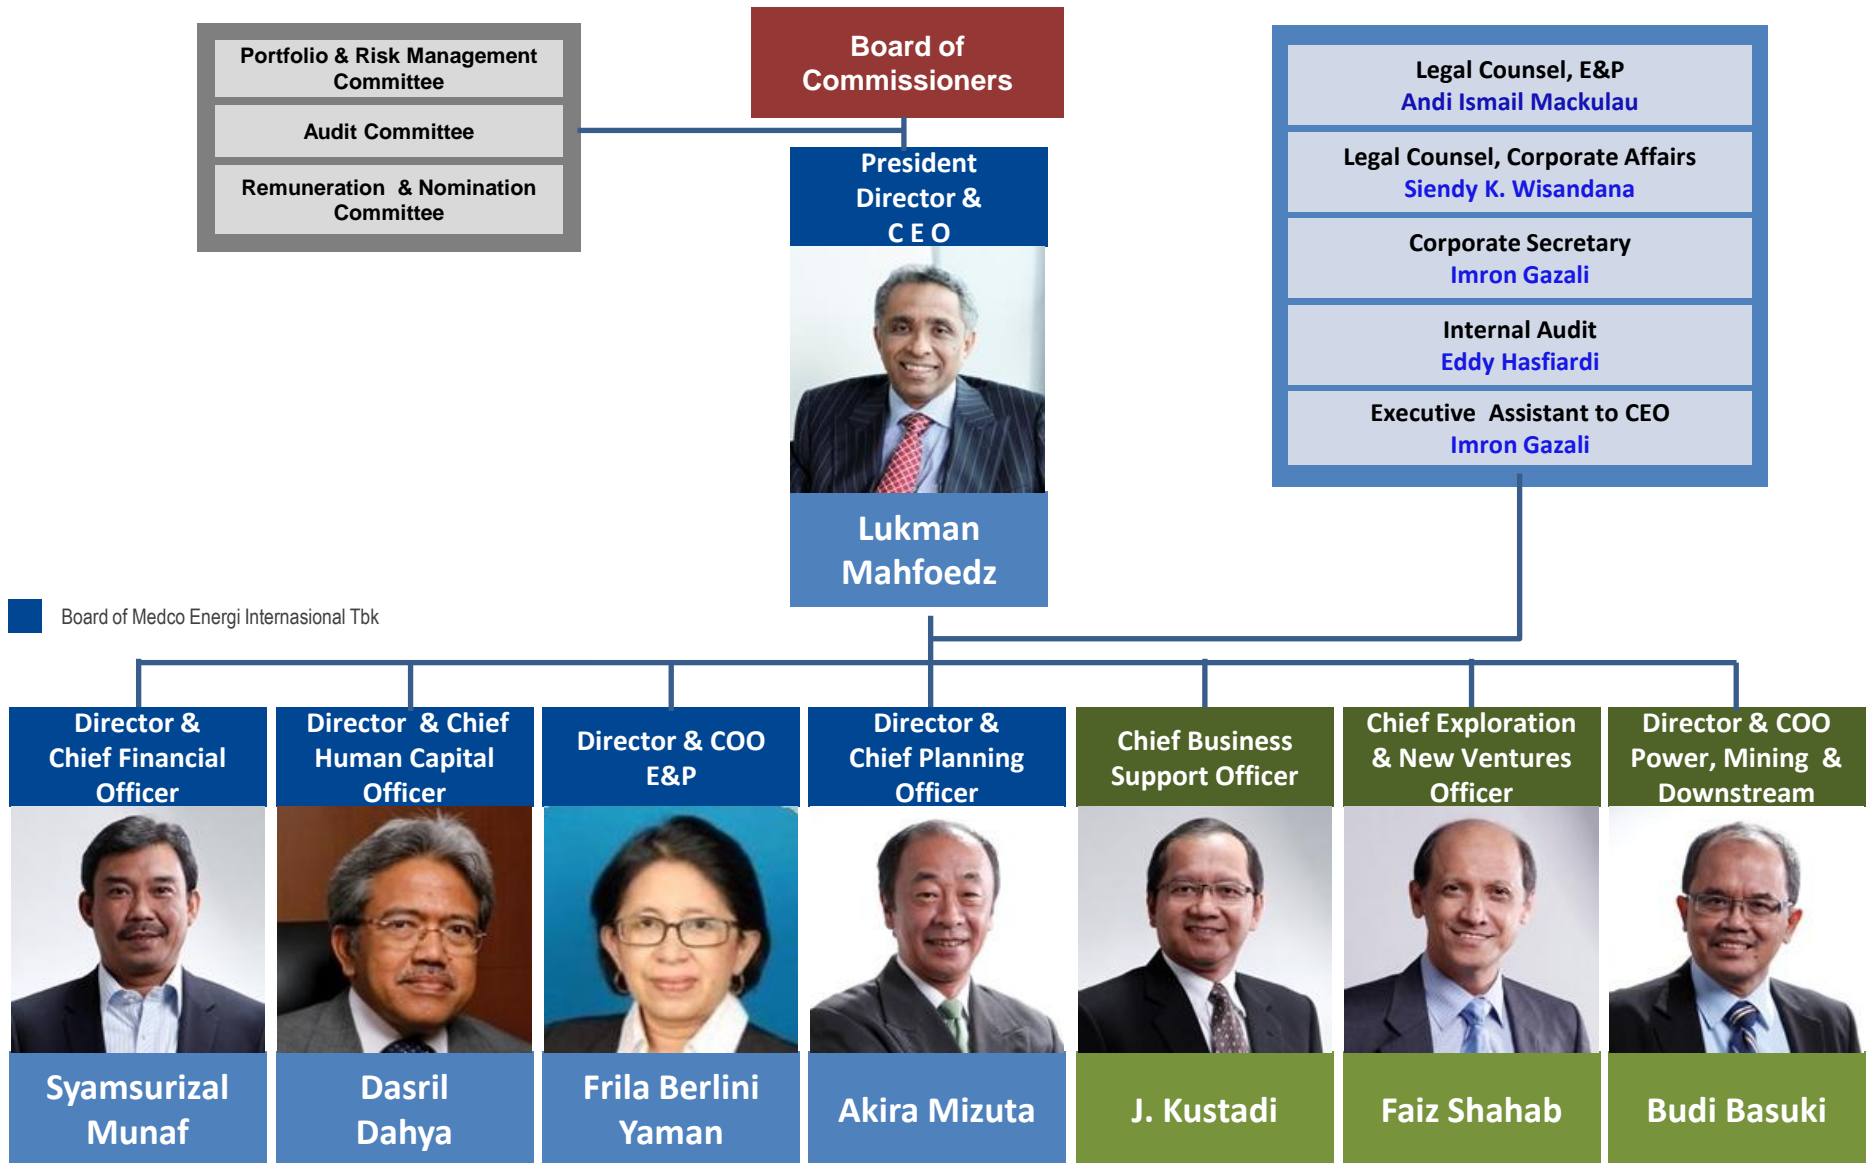 Portfolio & Risk Management
Committee
Audit Committee
Remuneration & Nomination
Committee
Board of
Commissioners
President
Director &
C E O
Lukman
Mahfoedz
Legal Counsel, E&P
Andi Ismail Mackulau
Legal Counsel, Corporate Affairs
Siendy K. Wisandana
Corporate Secretary
Imron Gazali
Internal Audit
Eddy Hasfiardi
Executive Assistant to CEO
Imron Gazali
Board of Medco Energi Internasional Tbk
Director &
Chief Financial
Officer
Syamsurizal
Munaf
Director & Chief
Human Capital
Officer
Dasril
Dahya
Director & COO
E&P
Frila Berlini
Yaman
Director &
Chief Planning
Officer
Akira Mizuta
Chief Business
Support Officer
J. Kustadi
Chief Exploration
& New Ventures
Officer
Faiz Shahab
Director & COO
Power, Mining &
Downstream
Budi Basuki